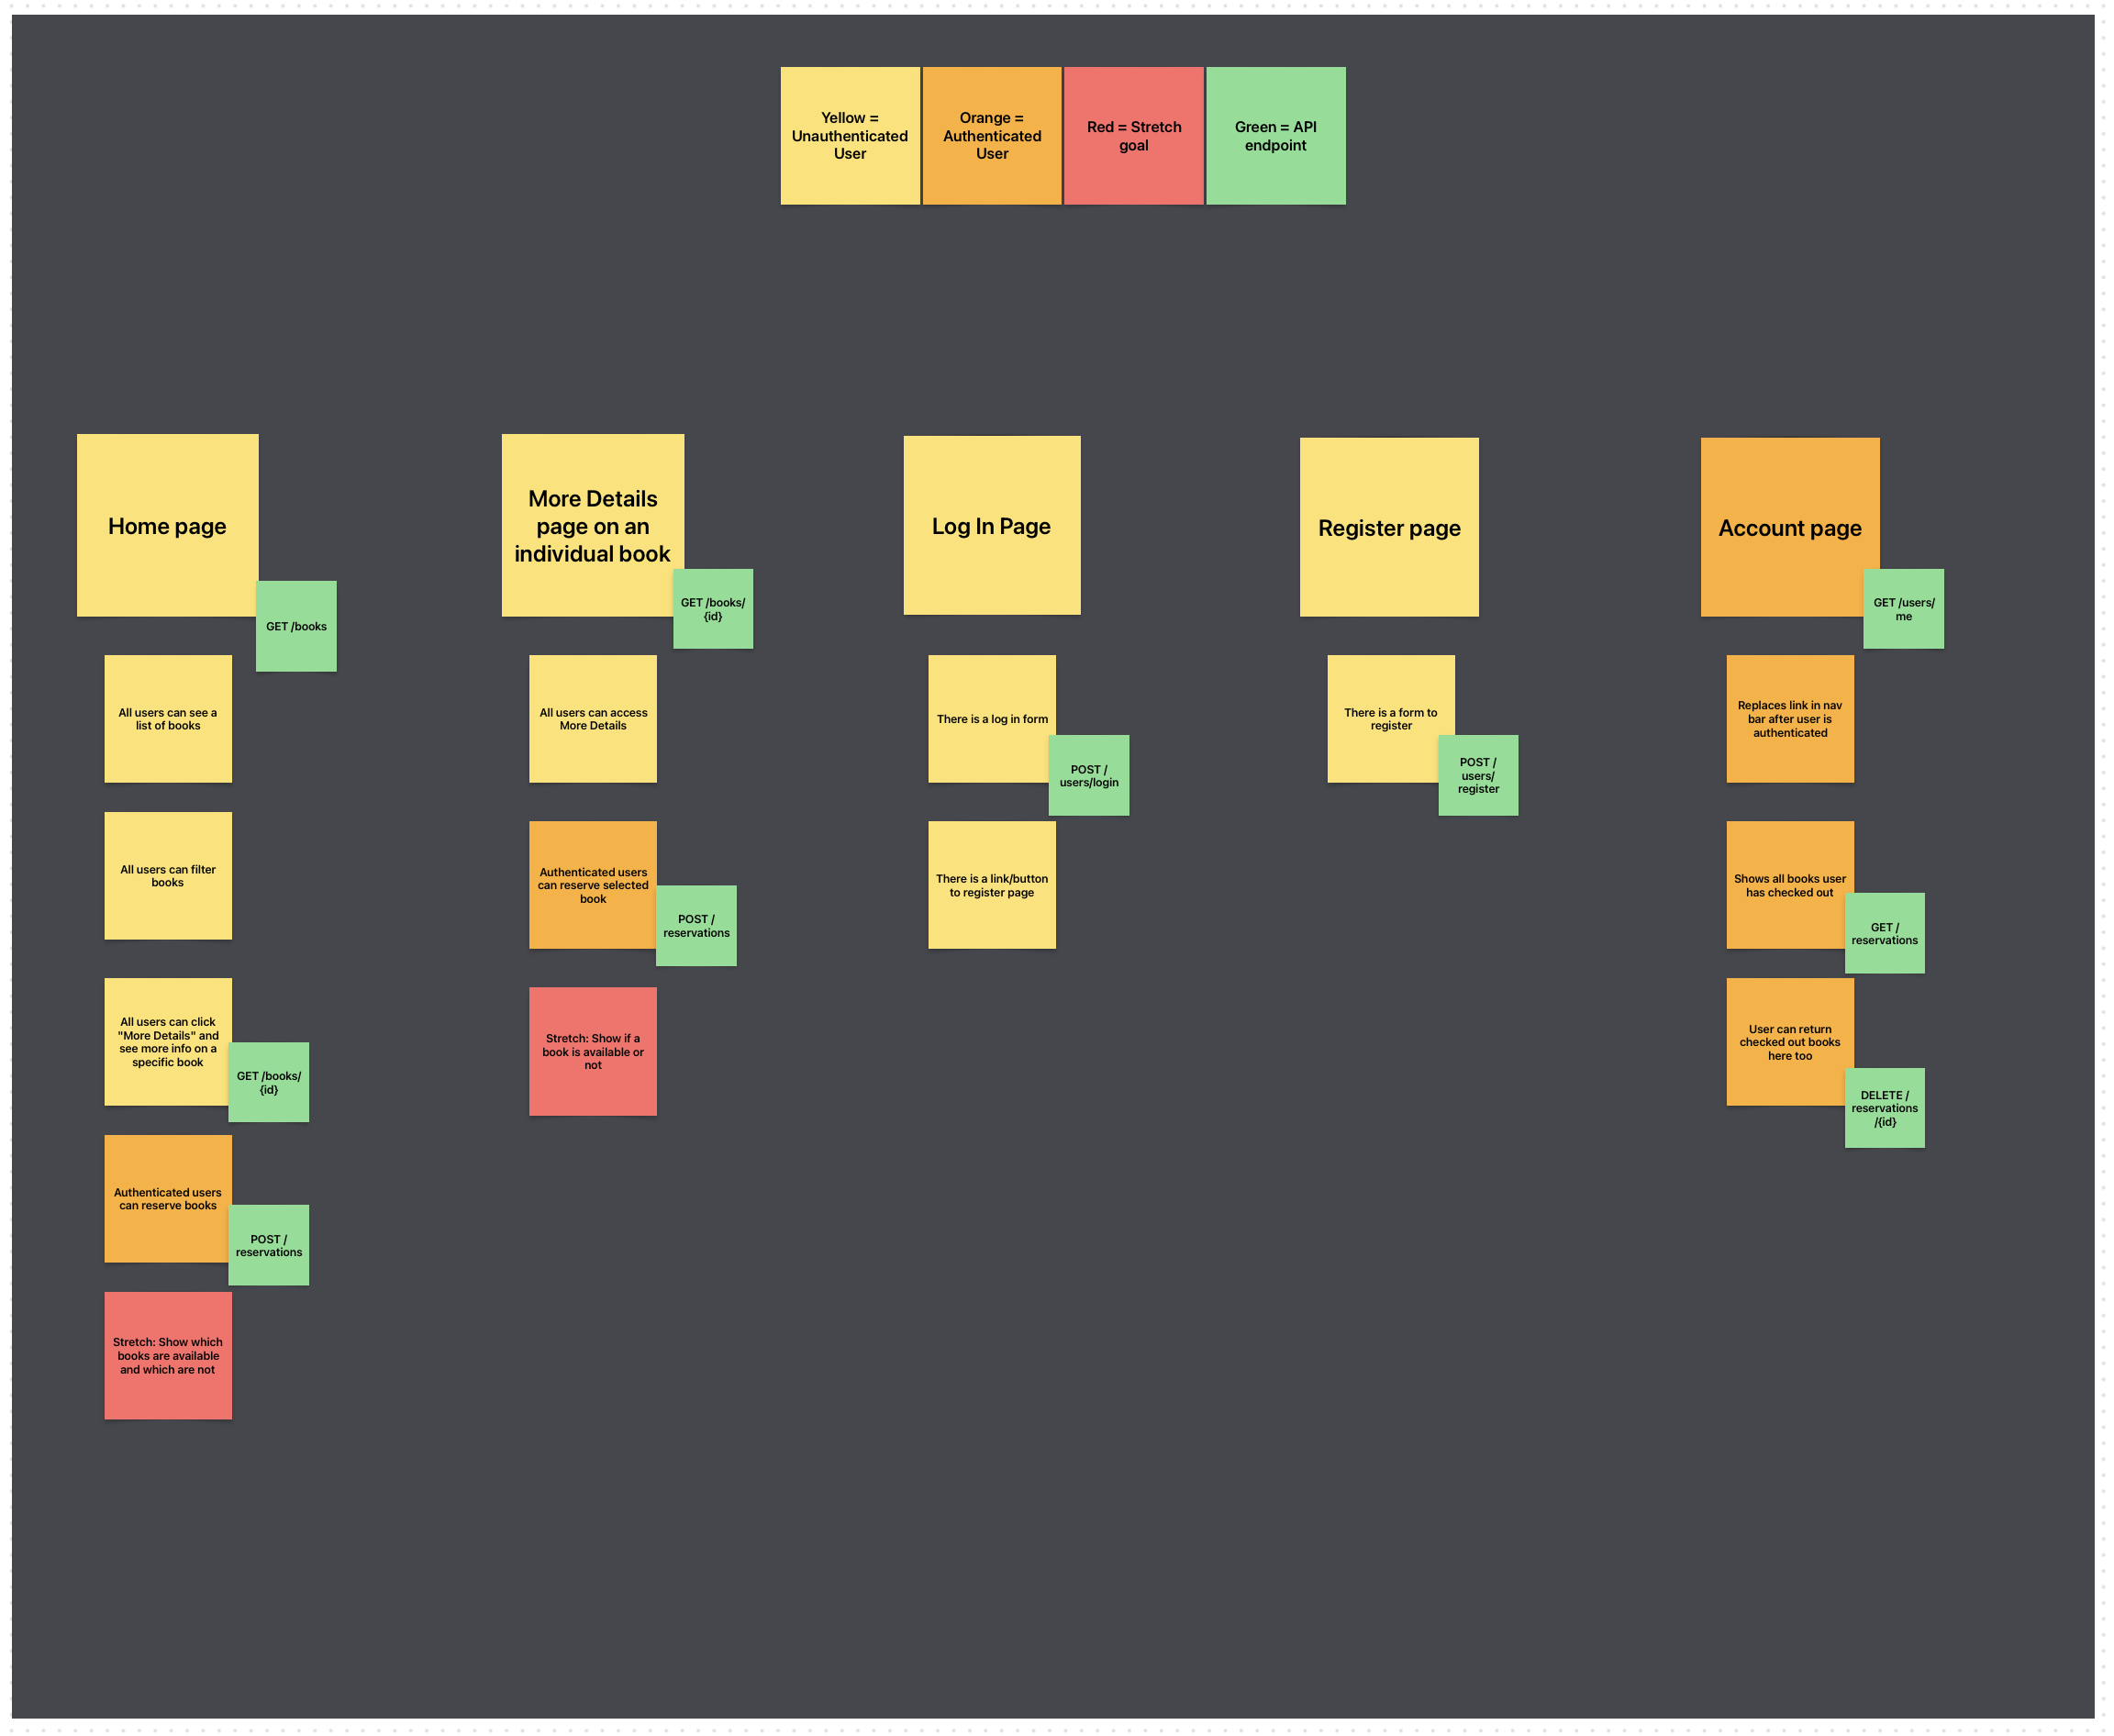 Yellow =
Unauthenticated
User
Orange =
Authenticated
User
Red = Stretch
goal
Green = API
endpoint
Home page
GET /books
All users can see a
list of books
All users can filter
books
All users can click
"More Details" and
see more info on a
specific book
GET /books/
{id}
Authenticated users
can reserve books
POST /
reservations
Stretch: Show which
books are available
and which are not
More Details
page on an
individual book
GET /books/
{id}
All users can access
More Details
Authenticated users
can reserve selected
book
POST /
reservations
Stretch: Show if a
book is available or
not
Log In Page
There is a log in form
POST /
users/login
There is a link/button
to register page
Register page
There is a form to
register
POST /
users/
register
Account page
GET /users/
me
Replaces link in nav
bar after user is
authenticated
Shows all books user
has checked out
GET /
reservations
User can return
checked out books
here too
DELETE /
reservations
/{id}